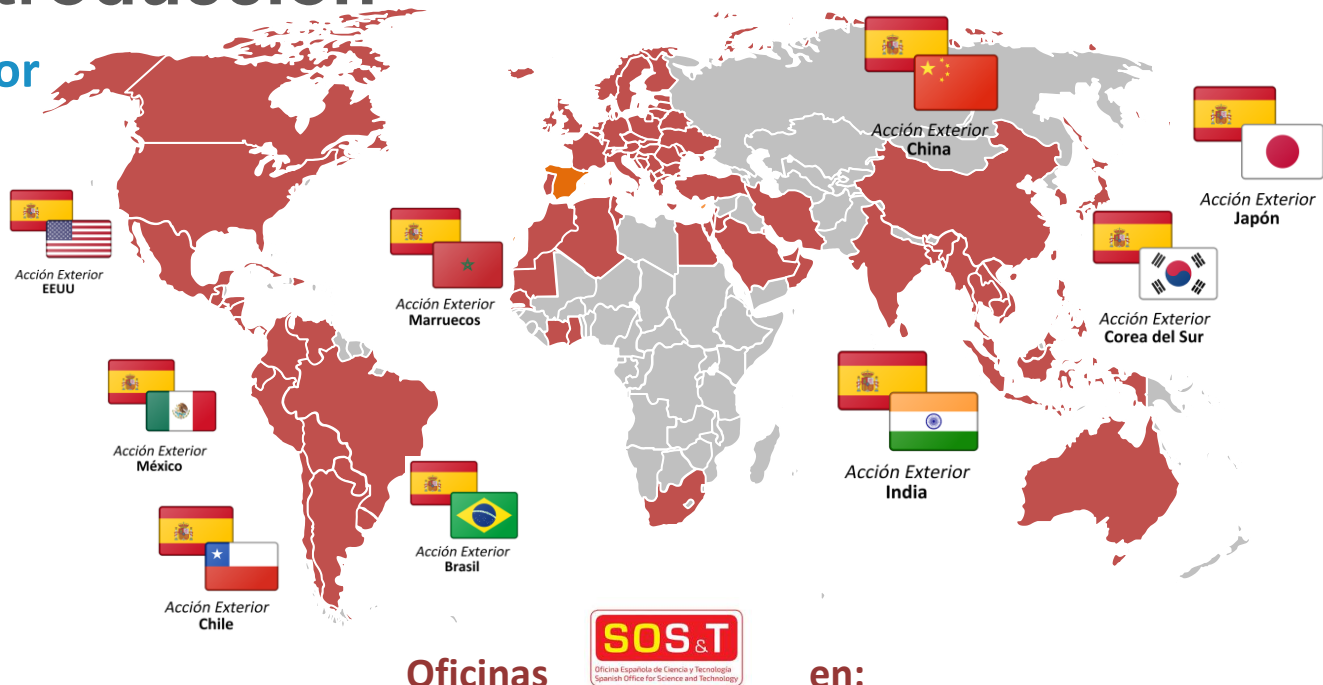 or
Acción Exterior
China
Acción Exterior
Japón
Acción Exterior
EEUU
Acción Exterior
Marruecos
Acción Exterior
Corea del Sur
Acción Exterior
México
Acción Exterior
India
Acción Exterior
Brasil
Acción Exterior
Chile
SOS&T
Oficina Española de Ciencia y Tecnología
Spanish Office for Science and Technology
Oficinas en: